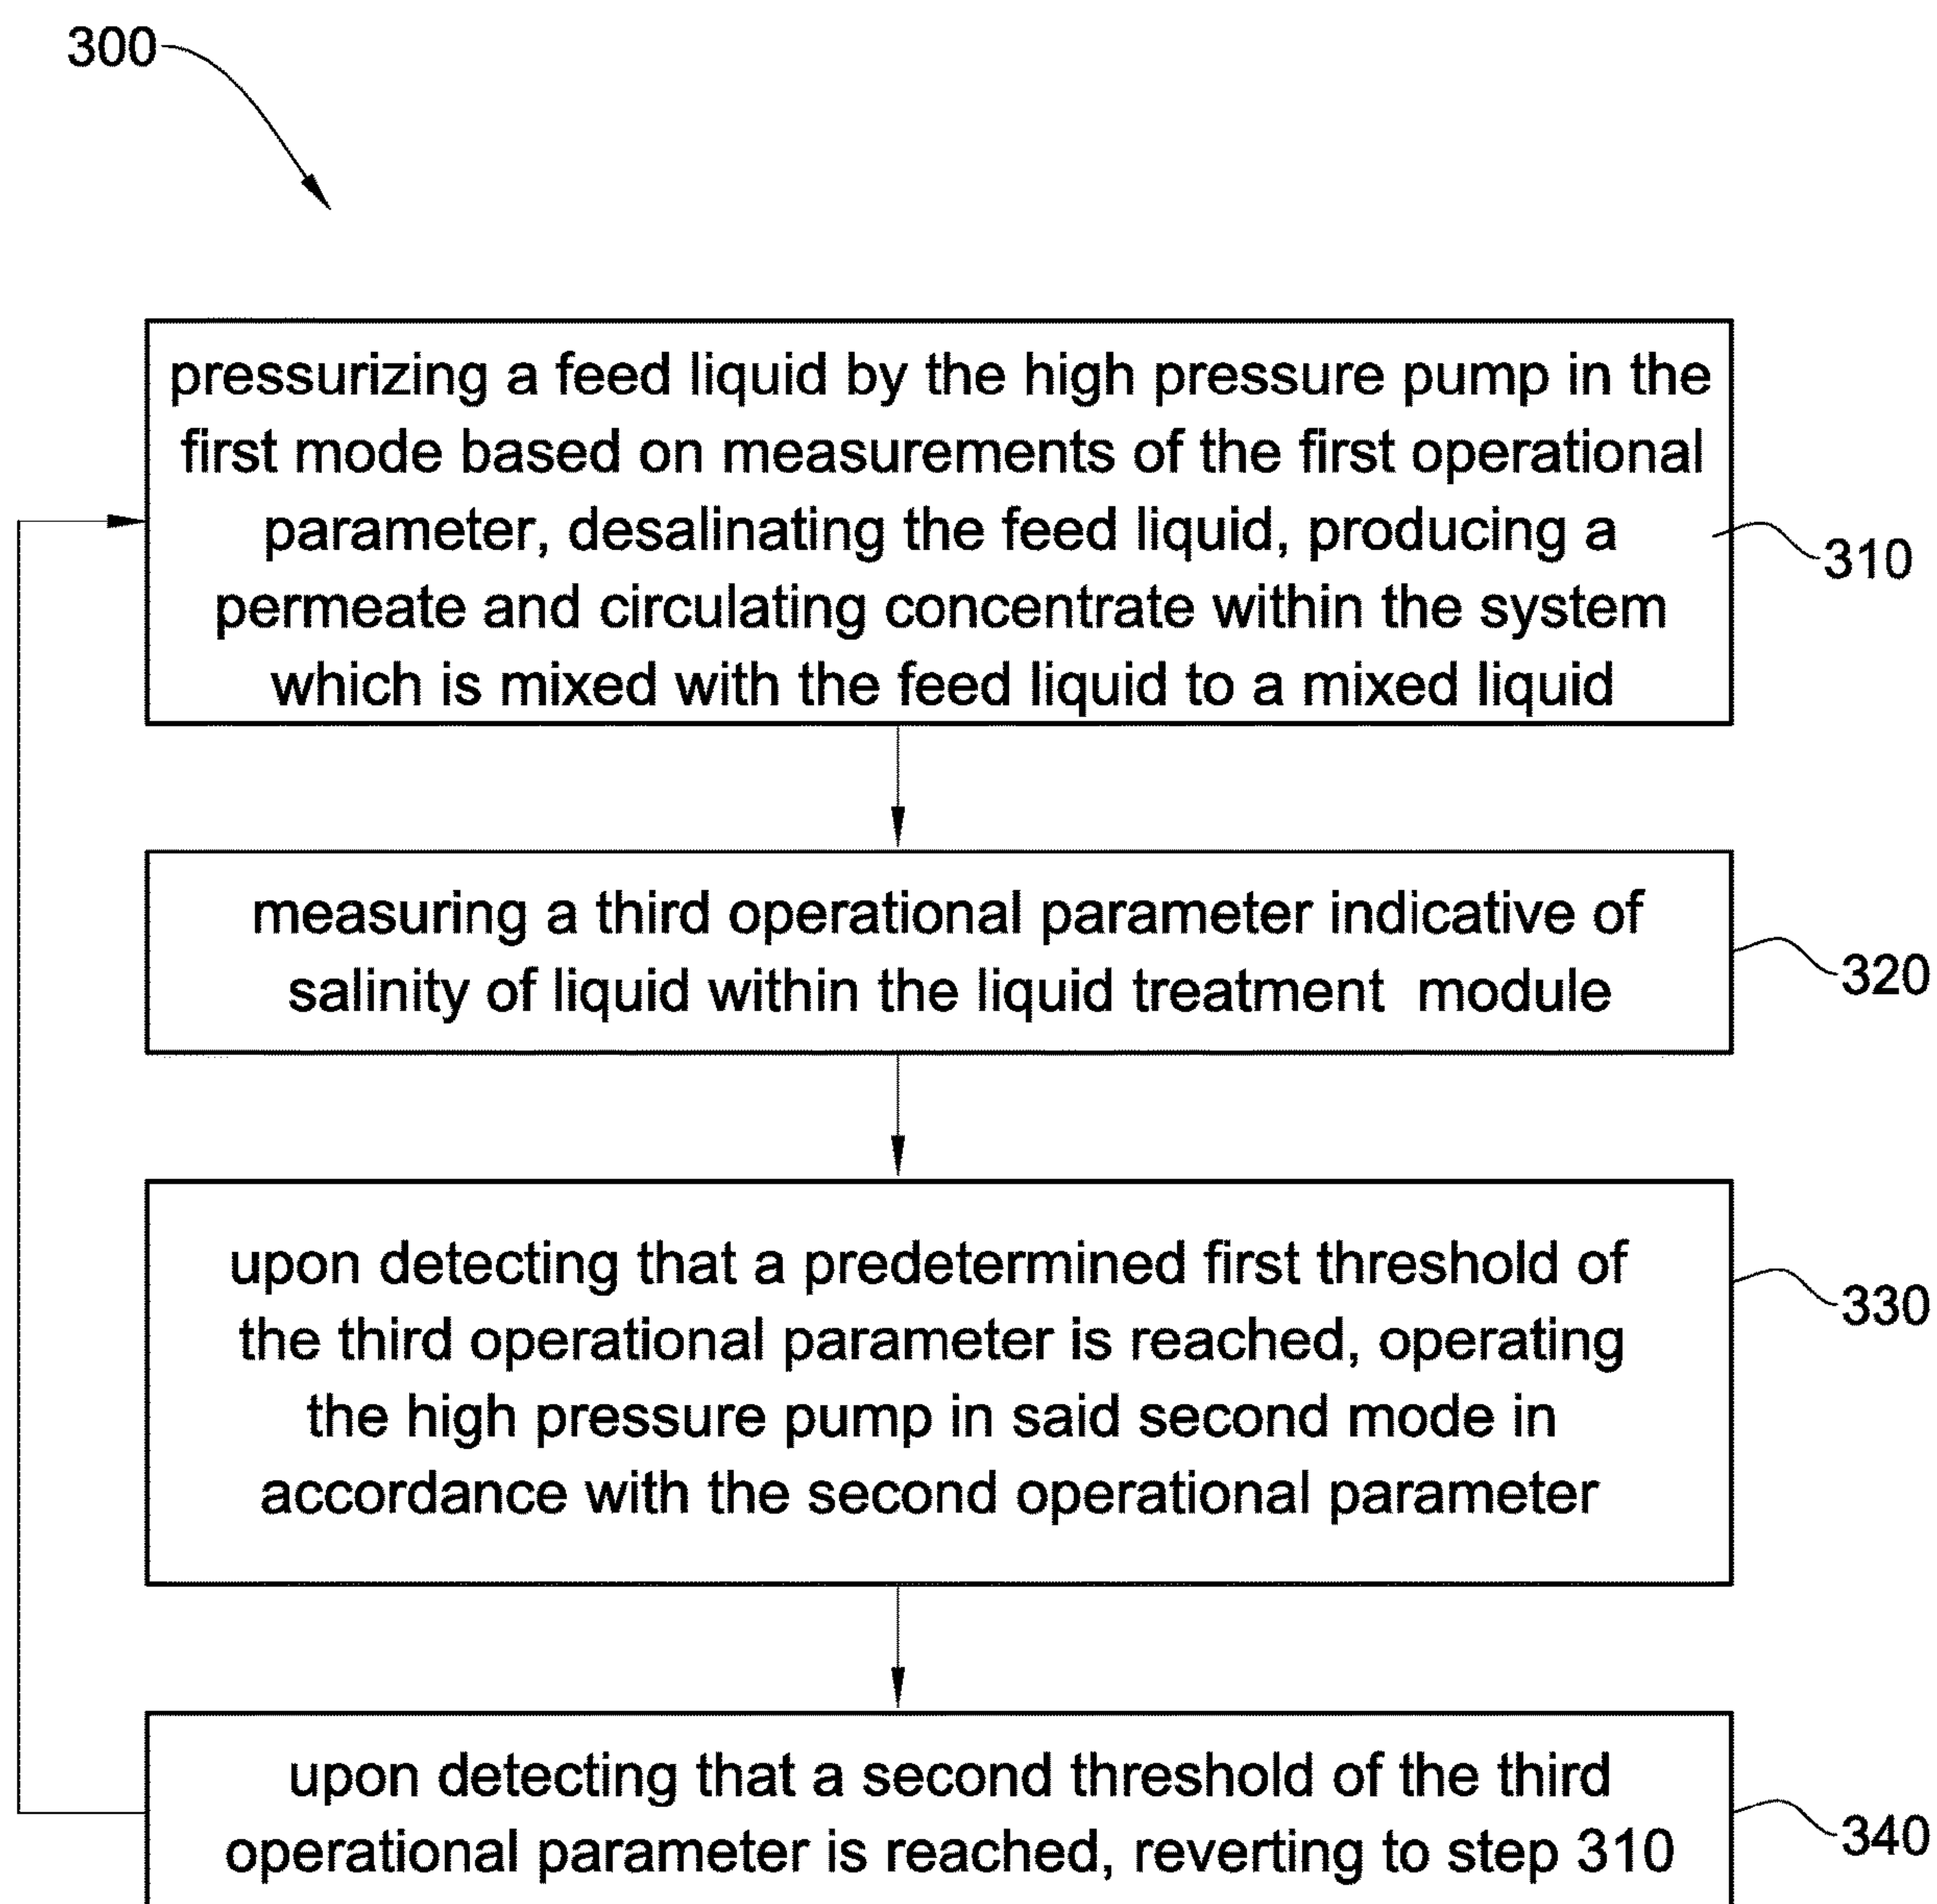 300
pressurizing a feed liquid by the high pressure pump in the
first mode based on measurements of the first operational
parameter, desalinating the feed liquid, producing a
permeate and circulating concentrate within the system
which is mixed with the feed liquid to a mixed liquid
310
measuring a third operational parameter indicative of
salinity of liquid within the liquid treatment module
320
upon detecting that a predetermined first threshold of
the third operational parameter is reached, operating
the high pressure pump in said second mode in
accordance with the second operational parameter
330
upon detecting that a second threshold of the third
operational parameter is reached, reverting to step 310
340